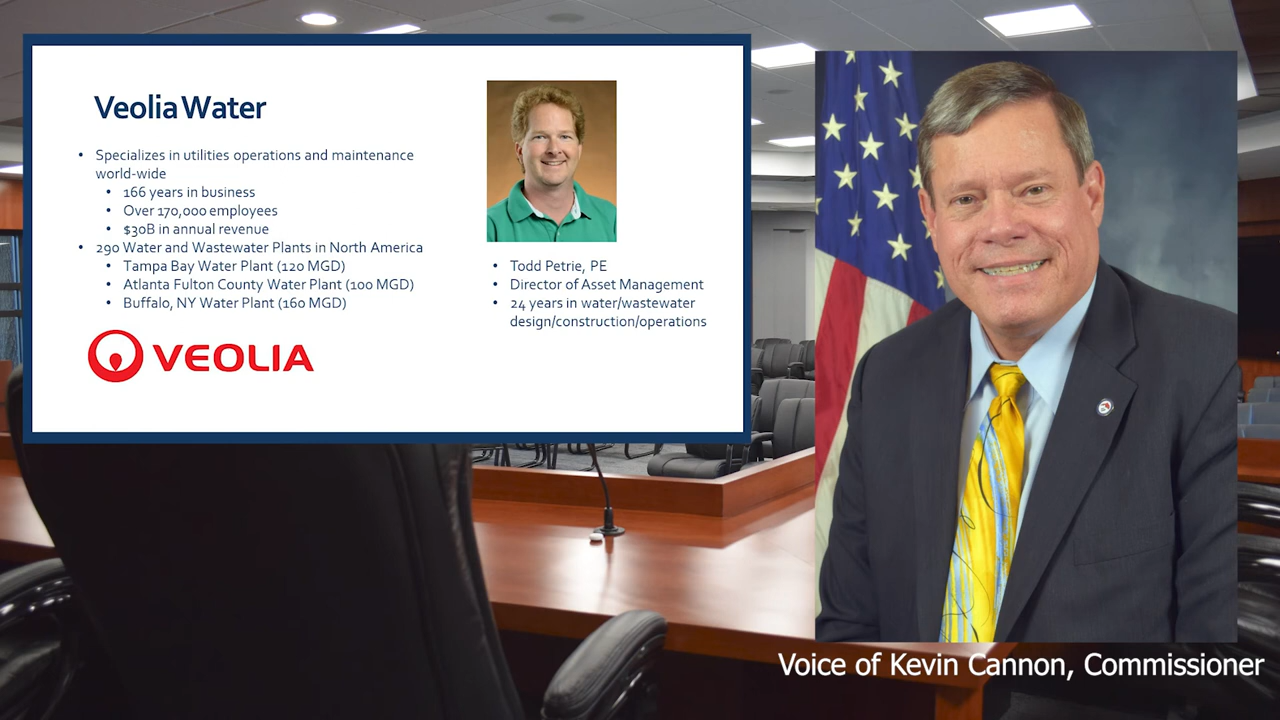 Veolia Water
• Specializes in utilities operations and maintenance
world-wide
• 166 years in business
• Over 170,000 employees
• $30B in annual revenue
• 290 Water and Wastewater Plants in North America
• Tampa Bay Water Plant (120 MGD)
• Atlanta Fulton County Water Plant (100 MGD)
• Buffalo, NY Water Plant (160 MGD)
VEOLIA
• Todd Petrie, PE
• Director of Asset Management
• 24 years in water/wastewater
design/construction/operations
Voice of Kevin Cannon, Commissioner